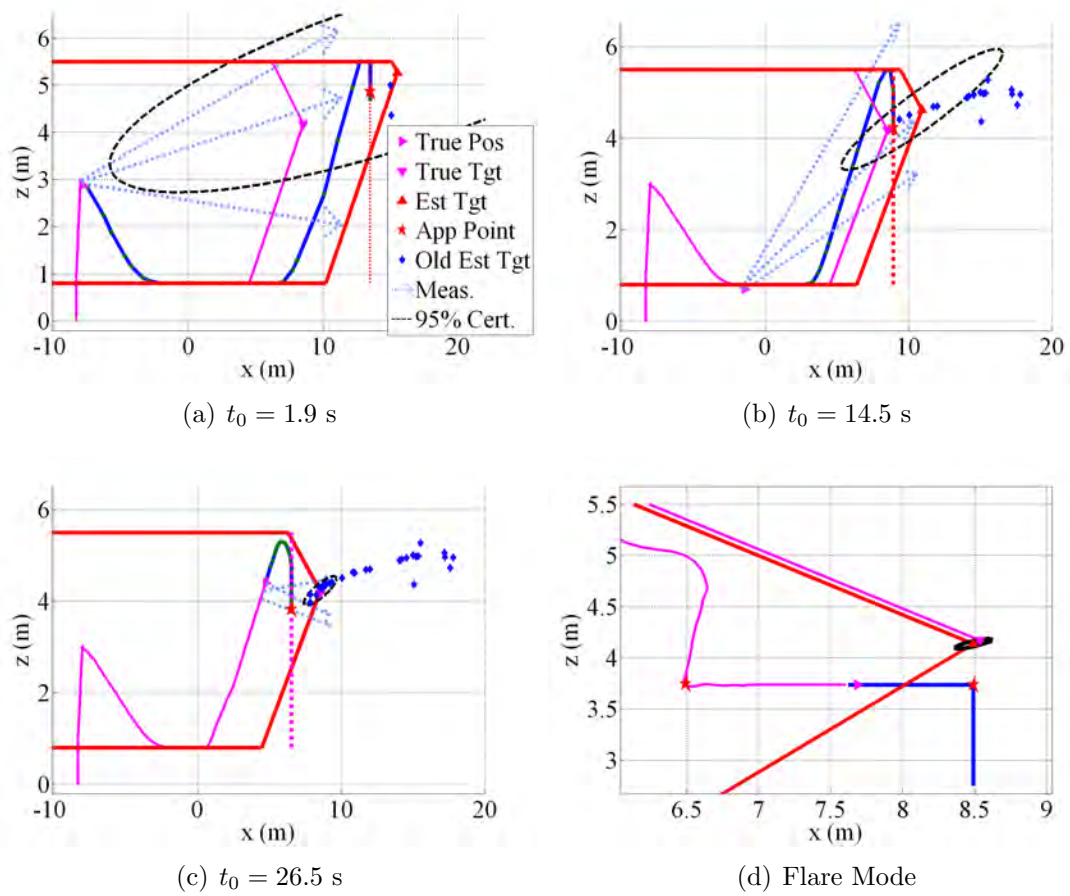 6
5
4
3
2
1
0
z (m)
-10
0
10
20
x (m)
True Pos
True Tgt
Est Tgt
App Point
Old Est Tgt
Meas.
95% Cert.
(a) t₀ = 1.9 s
6
5
4
3
2
1
0
z (m)
-10
0
10
20
x (m)
(b) t₀ = 14.5 s
6
4
2
0
z (m)
-10
0
10
20
x (m)
(c) t₀ = 26.5 s
5.5
5
4.5
4
3.5
3
z (m)
6.5
7
7.5
8
8.5
9
x (m)
(d) Flare Mode